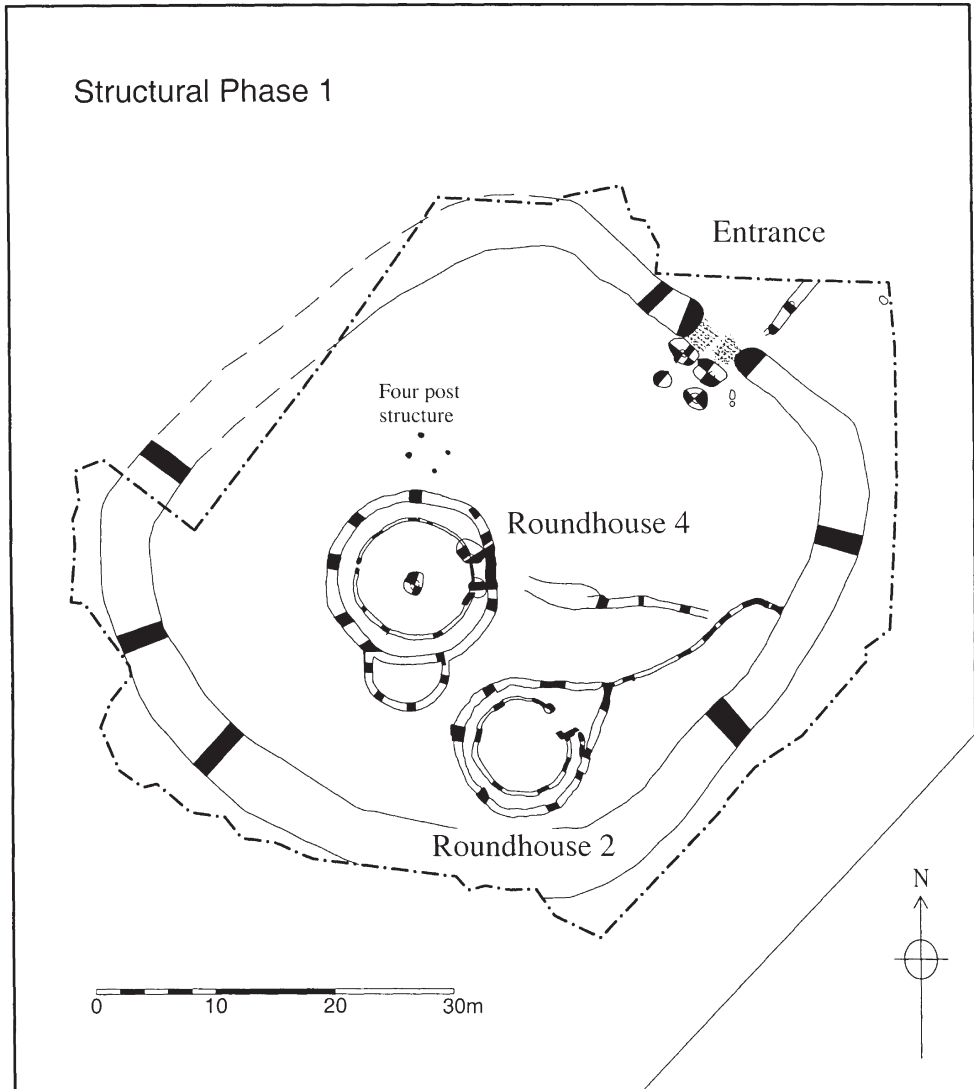 Structural Phase 1
Entrance
Four post
structure
Roundhouse 4
Roundhouse 2
N
0 10 20 30m